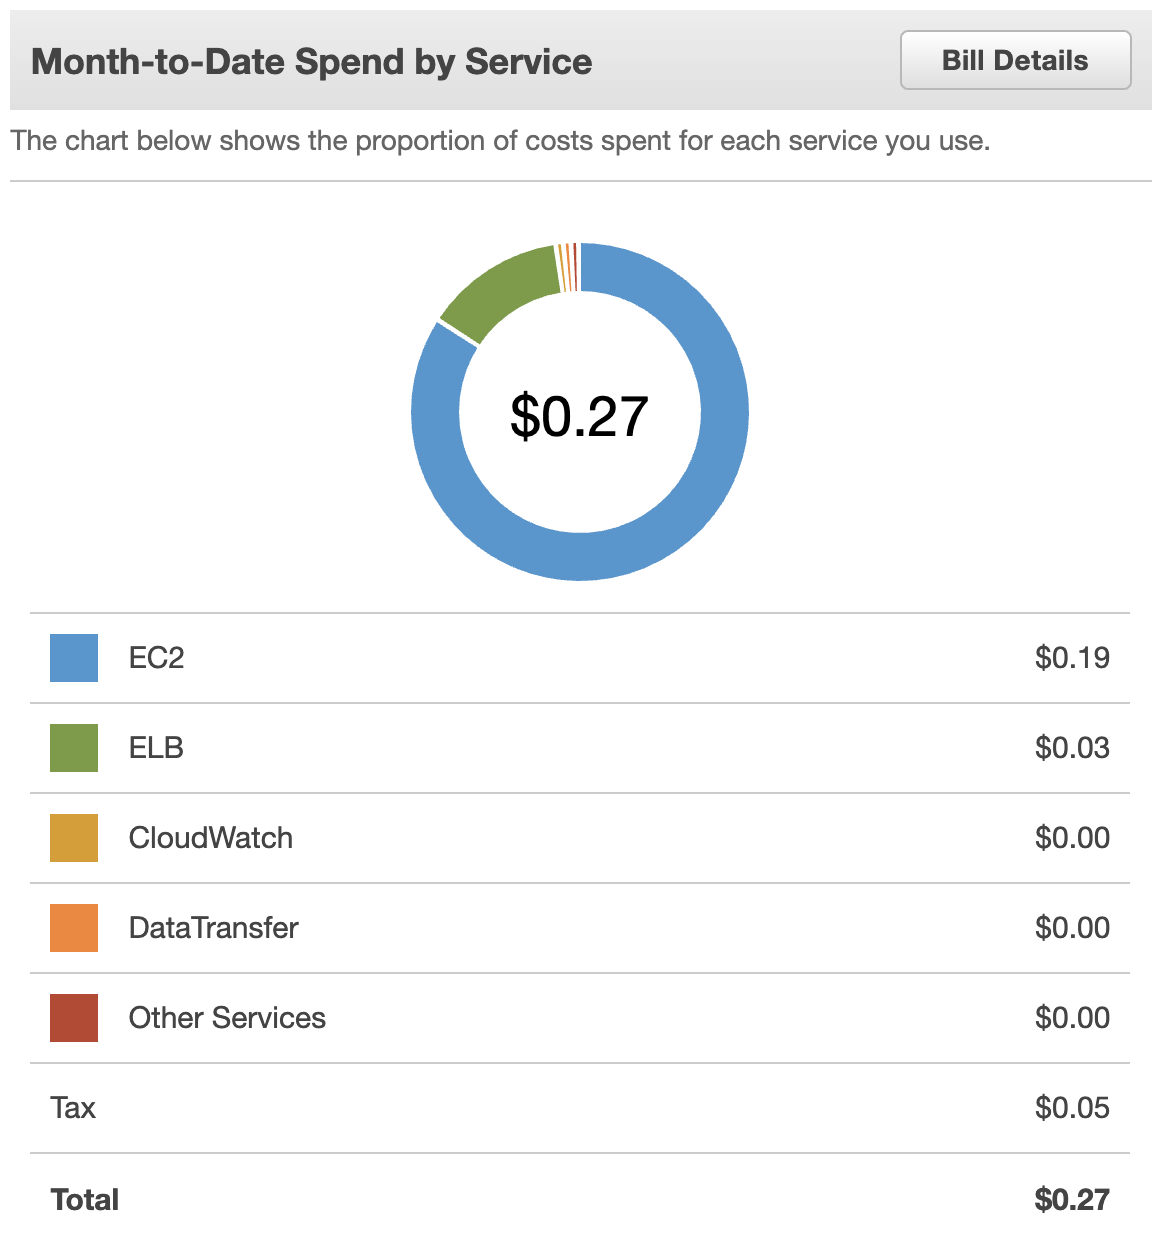 Month-to-Date Spend by Service
Bill Details
The chart below shows the proportion of costs spent for each service you use.
$0.27
EC2 $0.19
ELB $0.03
CloudWatch $0.00
DataTransfer $0.00
Other Services $0.00
Tax $0.05
Total $0.27